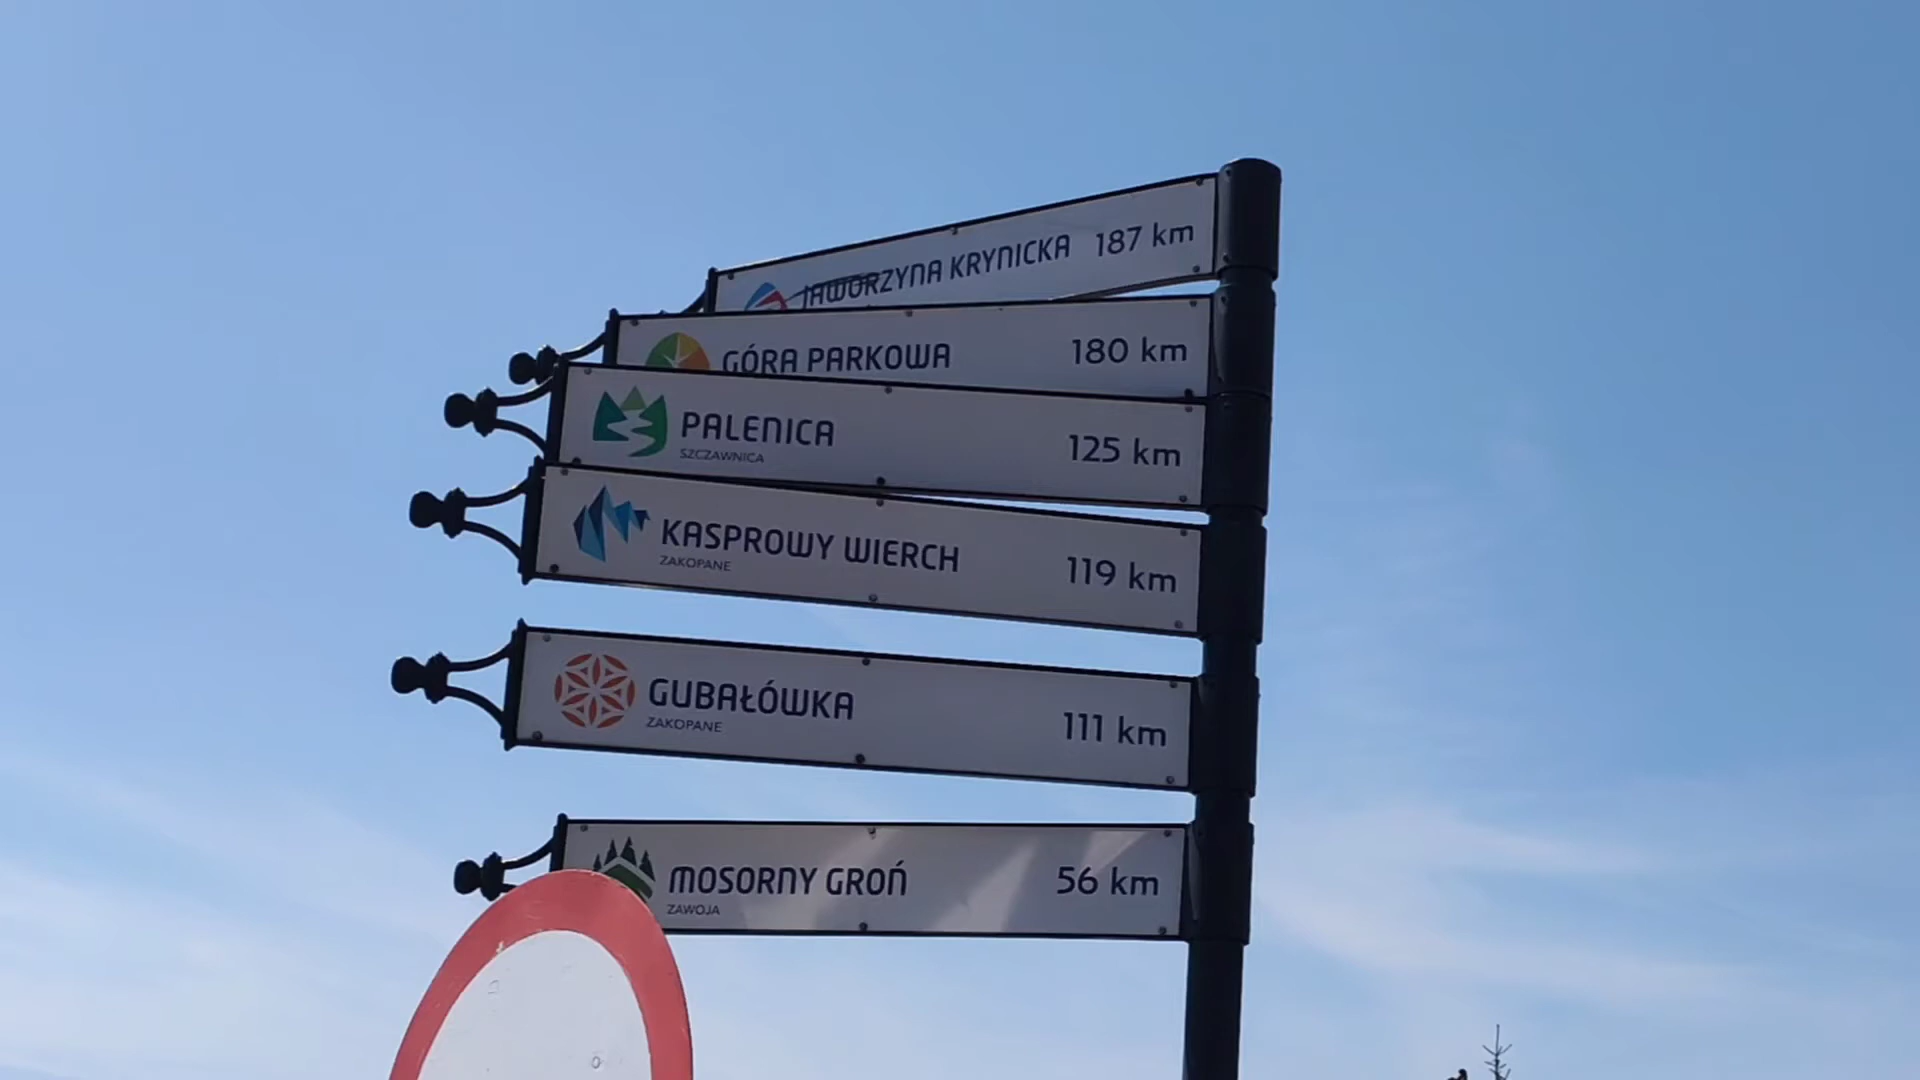 JAWORZYNA KRYNICKA 187 km
GÓRA PARKOWA 180 km
PALENICA 125 km
SZCZAWNICA
KASPROWY WIERCH 119 km
ZAKOPANE
GUBAŁÓWKA 111 km
ZAKOPANE
MOSORNY GROŃ 56 km
ZAWOJA